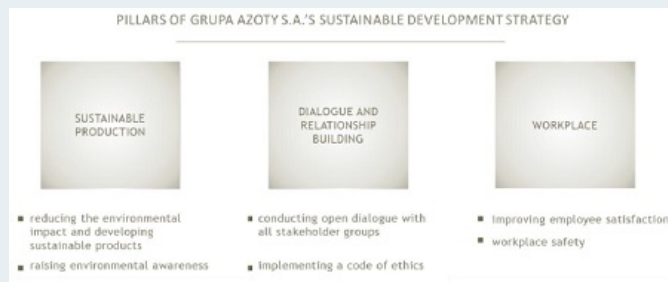 PILLARS OF GRUPA AZOTY S.A.'S SUSTAINABLE DEVELOPMENT STRATEGY
SUSTAINABLE
PRODUCTION
DIALOGUE AND
RELATIONSHIP
BUILDING
WORKPLACE
▪ reducing the environmental
impact and developing
sustainable products
▪ raising environmental awareness
▪ conducting open dialogue with
all stakeholder groups
▪ implementing a code of ethics
▪ improving employee satisfaction
▪ workplace safety